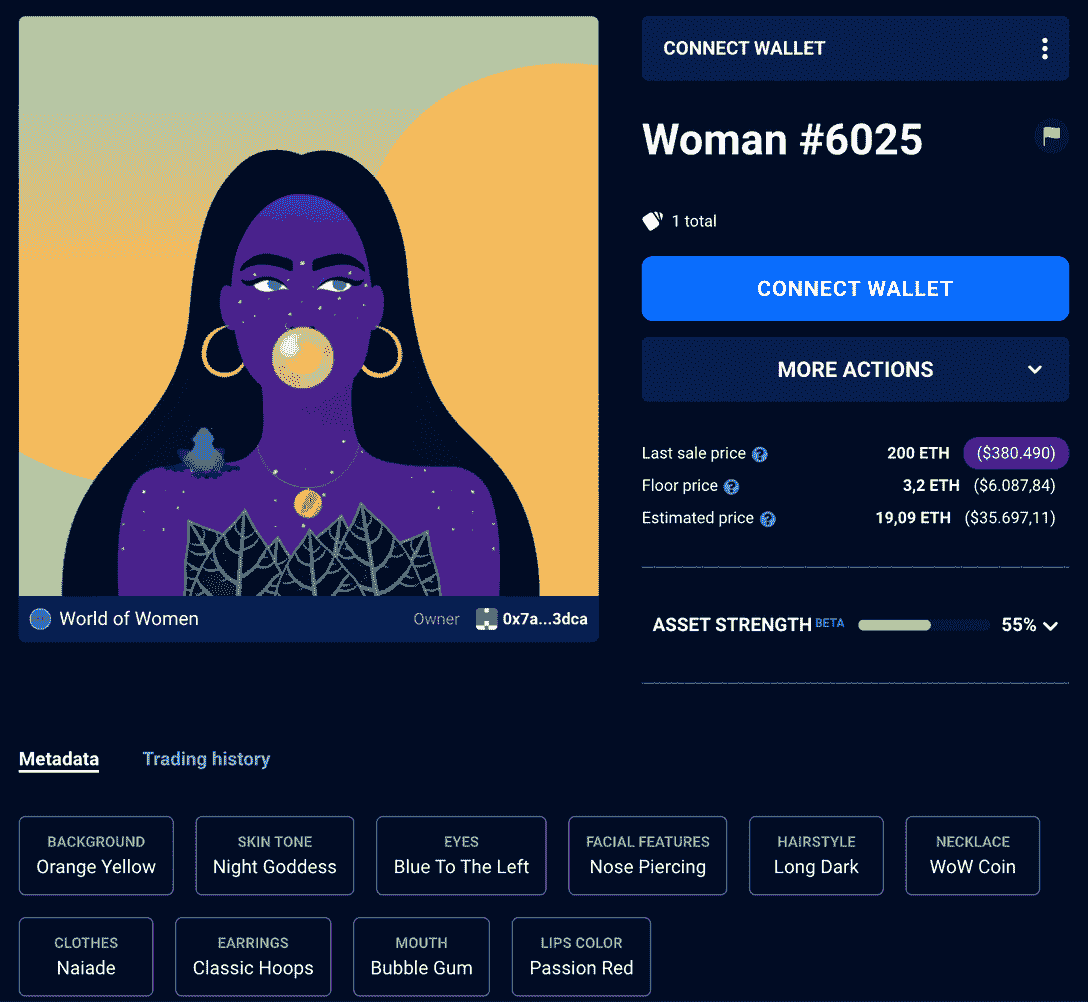 CONNECT WALLET
Woman #6025
1 total
CONNECT WALLET
MORE ACTIONS
Last sale price 200 ETH ($380.490)
Floor price 3,2 ETH ($6.087,84)
Estimated price 19,09 ETH ($35.697,11)
World of Women Owner 0x7a...3dca
ASSET STRENGTH BETA 55%
Metadata Trading history
BACKGROUND
Orange Yellow
SKIN TONE
Night Goddess
EYES
Blue To The Left
FACIAL FEATURES
Nose Piercing
HAIRSTYLE
Long Dark
NECKLACE
WoW Coin
CLOTHES
Naiade
EARRINGS
Classic Hoops
MOUTH
Bubble Gum
LIPS COLOR
Passion Red